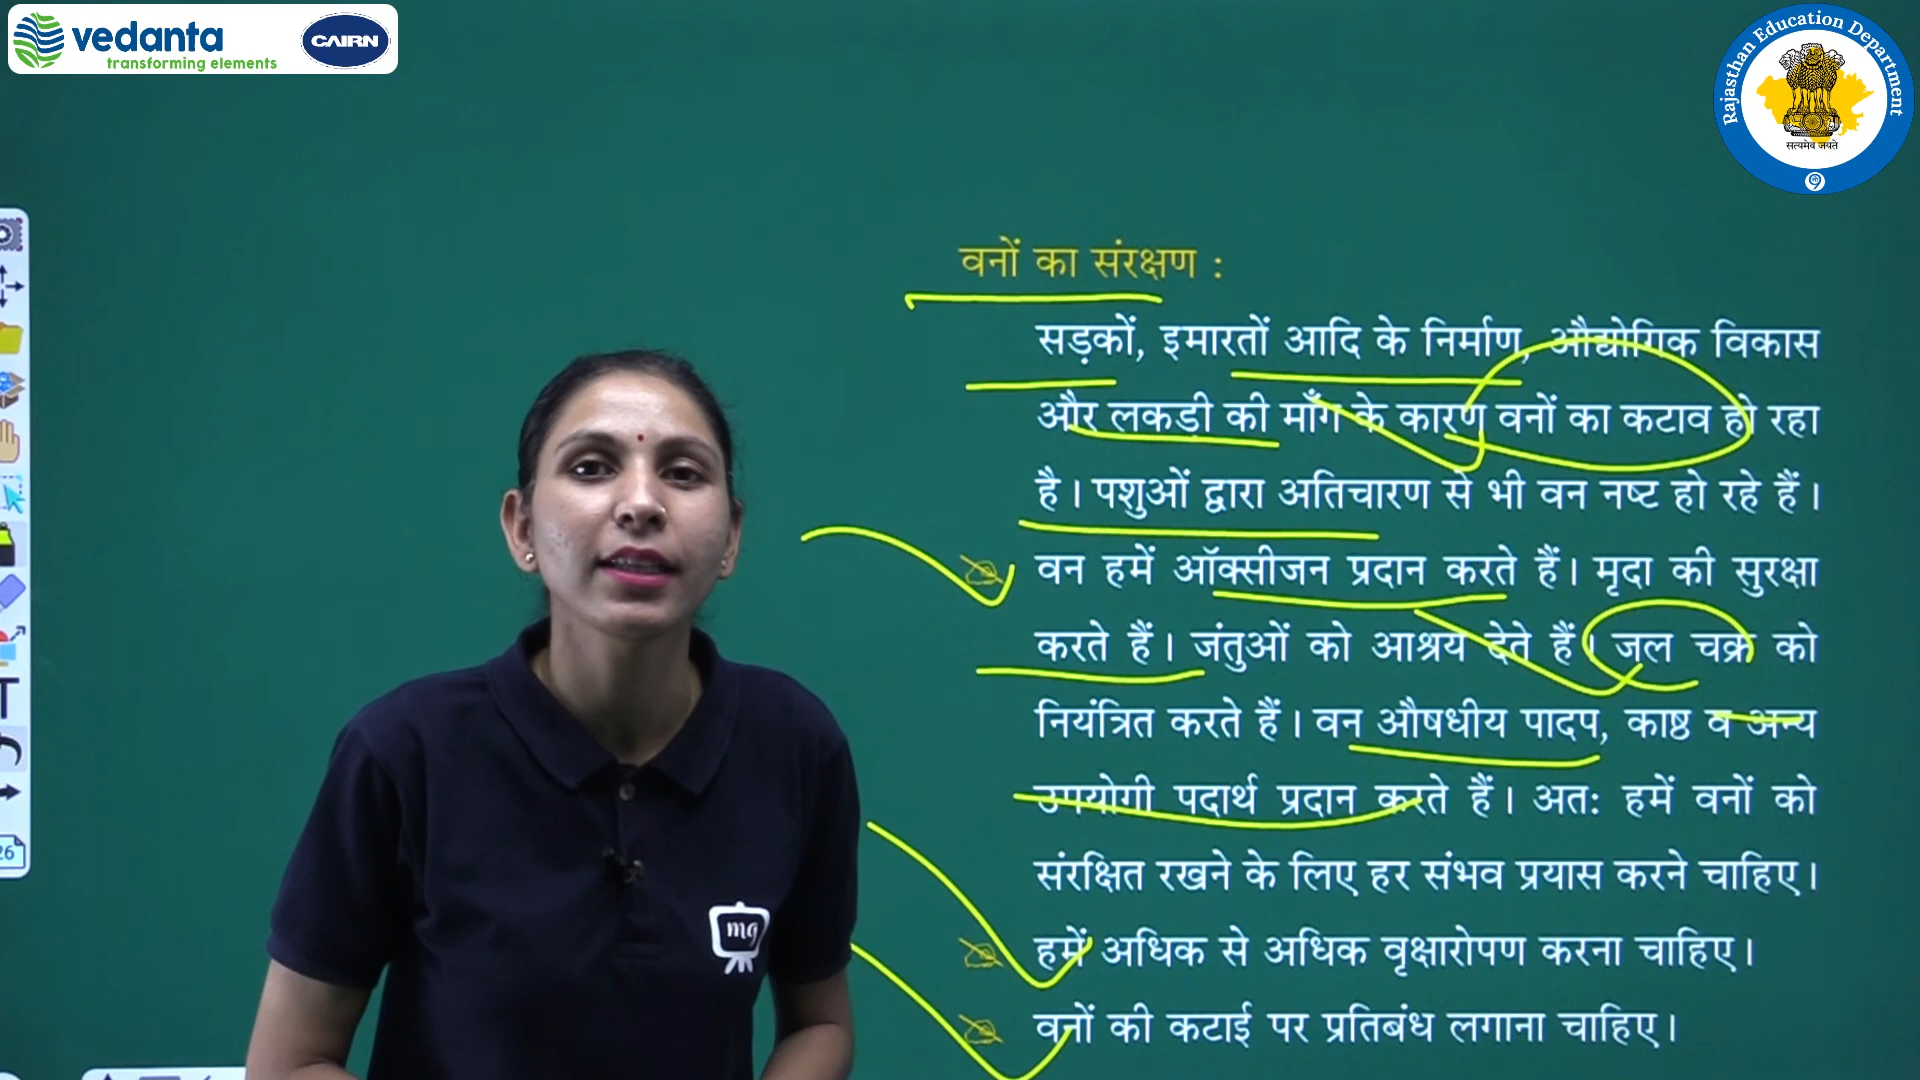 vedanta
transforming elements
CAIRN
Rajasthan Education Department
सत्यमेव जयते
वनों का संरक्षण :
सड़कों, इमारतों आदि के निर्माण, औद्योगिक विकास
और लकड़ी की माँग के कारण वनों का कटाव हो रहा
है। पशुओं द्वारा अतिचारण से भी वन नष्ट हो रहे हैं।
वन हमें ऑक्सीजन प्रदान करते हैं। मृदा की सुरक्षा
करते हैं। जंतुओं को आश्रय देते हैं। जल चक्र को
नियंत्रित करते हैं। वन औषधीय पादप, काष्ठ व अन्य
उपयोगी पदार्थ प्रदान करते हैं। अत: हमें वनों को
संरक्षित रखने के लिए हर संभव प्रयास करने चाहिए।
हमें अधिक से अधिक वृक्षारोपण करना चाहिए।
वनों की कटाई पर प्रतिबंध लगाना चाहिए।
mg
T
26